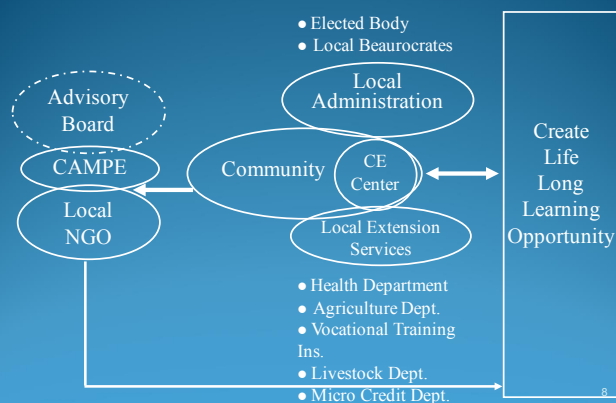 ● Elected Body
● Local Beaurocrates
Advisory
Board
CAMPE
Local
NGO
Local
Administration
Community
CE
Center
Local Extension
Services
● Health Department
● Agriculture Dept.
● Vocational Training
Ins.
● Livestock Dept.
● Micro Credit Dept.
Create
Life
Long
Learning
Opportunity
8